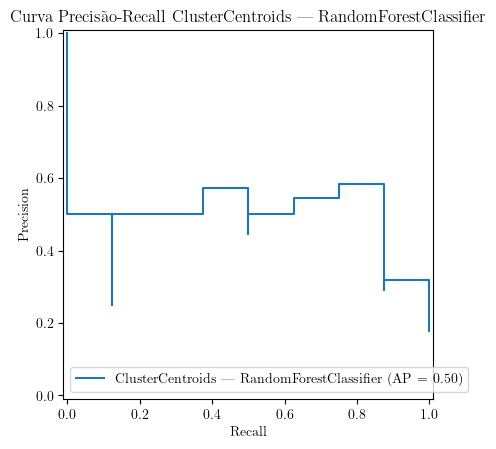 Curva Precisão-Recall ClusterCentroids — RandomForestClassifier
1.0
0.8
0.6
0.4
0.2
0.0
Precision
ClusterCentroids — RandomForestClassifier (AP = 0.50)
0.0 0.2 0.4 0.6 0.8 1.0
Recall